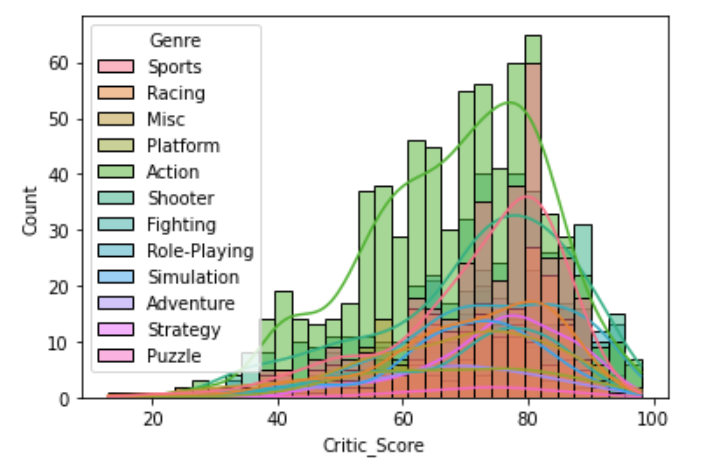 Genre
Sports
Racing
Misc
Platform
Action
Shooter
Fighting
Role-Playing
Simulation
Adventure
Strategy
Puzzle
60
50
40
30
20
10
0
Count
20 40 60 80 100
Critic_Score